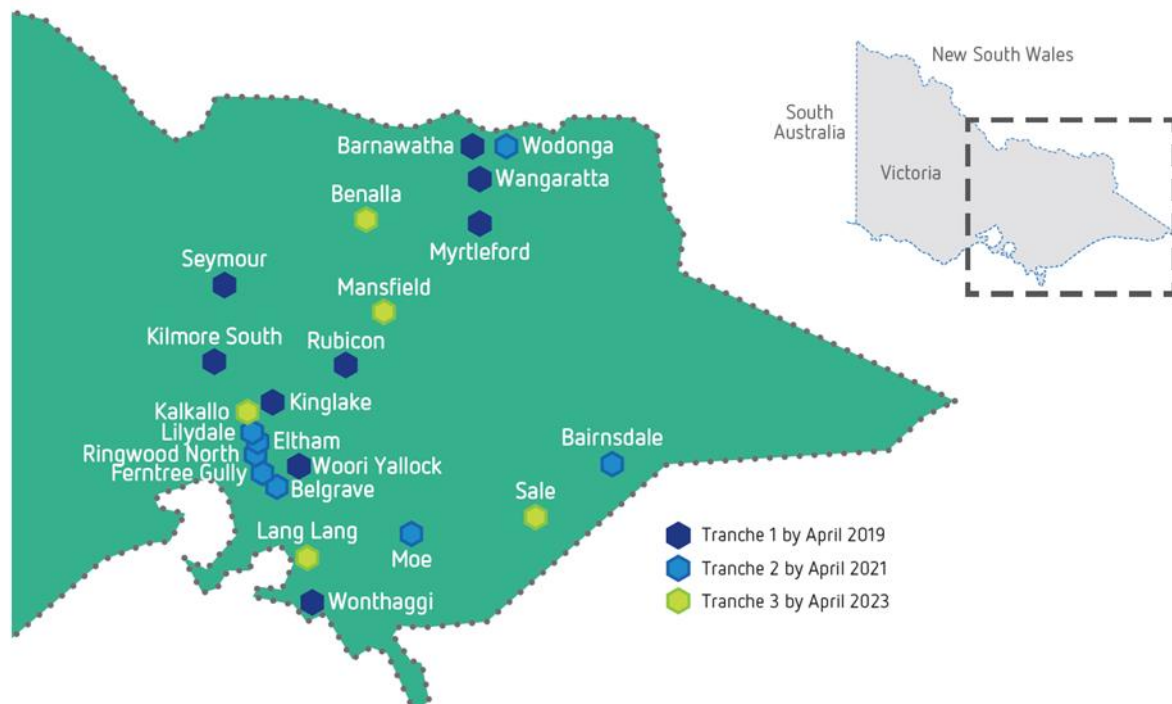 New South Wales
South
Australia
Victoria
Barnawatha
Wodonga
Wangaratta
Benalla
Myrtleford
Seymour
Mansfield
Kilmore South
Rubicon
Kinglake
Kalkallo
Lilydale
Eltham
Ringwood North
Woori Yallock
Ferntree Gully
Belgrave
Bairnsdale
Sale
Lang Lang
Moe
Wonthaggi
Tranche 1 by April 2019
Tranche 2 by April 2021
Tranche 3 by April 2023